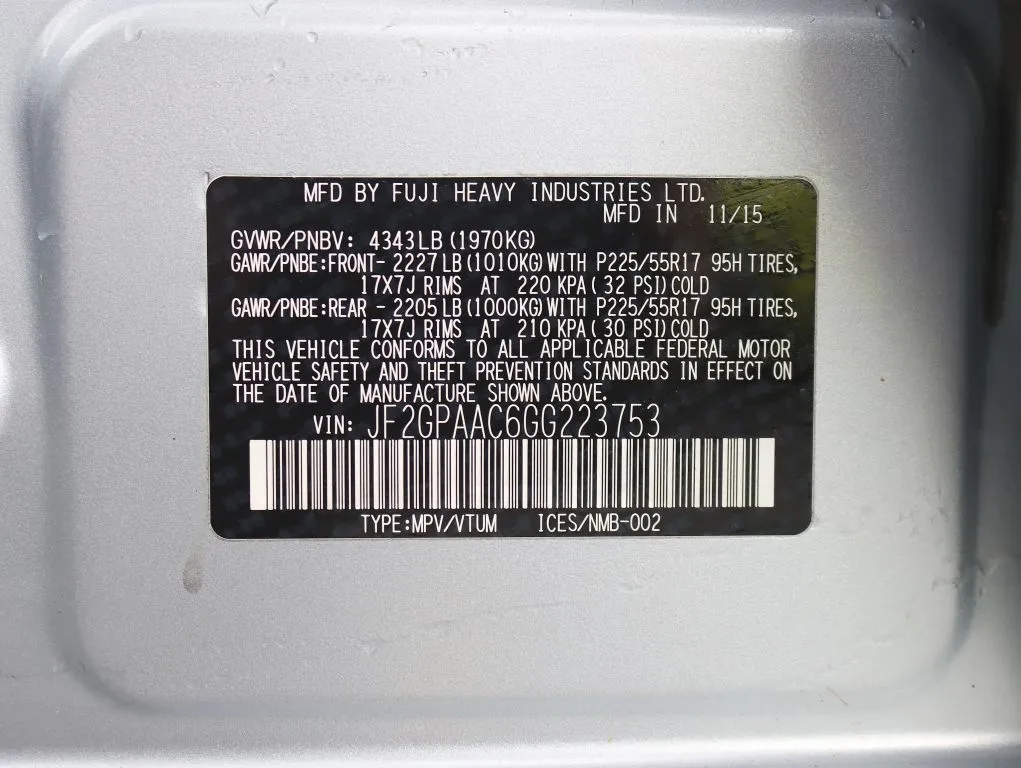 MFD BY FUJI HEAVY INDUSTRIES LTD.
MFD IN 11/15
GVWR/PNBV: 4343LB(1970KG)
GAWR/PNBE:FRONT- 2227LB(1010KG)WITH P225/55R17 95H TIRES,
17X7J RIMS AT 220 KPA( 32 PSI)COLD
GAWR/PNBE:REAR - 2205LB(1000KG)WITH P225/55R17 95H TIRES,
17X7J RIMS AT 210 KPA( 30 PSI)COLD
THIS VEHICLE CONFORMS TO ALL APPLICABLE FEDERAL MOTOR
VEHICLE SAFETY AND THEFT PREVENTION STANDARDS IN EFFECT ON
THE DATE OF MANUFACTURE SHOWN ABOVE.
VIN: JF2GPAAC6GG223753
TYPE:MPV/VTUM ICES/NMB-002